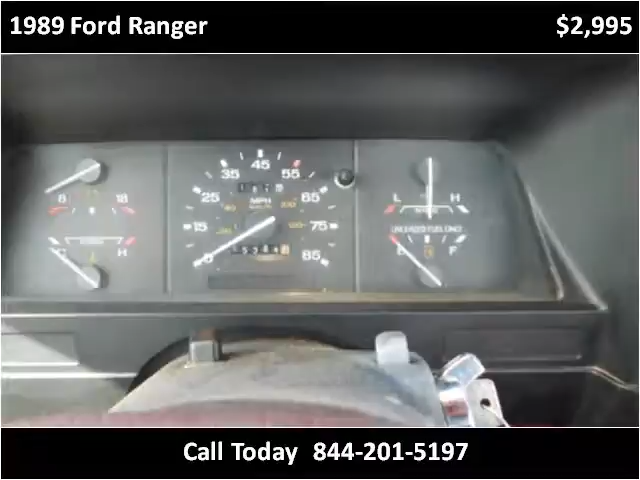 1989 Ford Ranger $2,995
45
35 55
25 65
8 18 MPH L H
15 75 UNLEADED FUEL ONLY
C H 5 85 E F
Call Today 844-201-5197